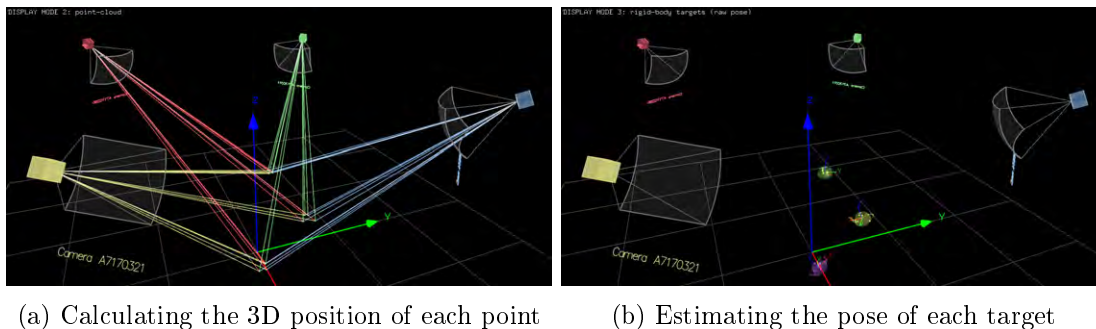 DISPLAY MODE 2: point-cloud
Z
Y
Camera A7170321
DISPLAY MODE 3: rigid-body targets (raw pose)
Y
Camera A7170321
(a) Calculating the 3D position of each point
(b) Estimating the pose of each target